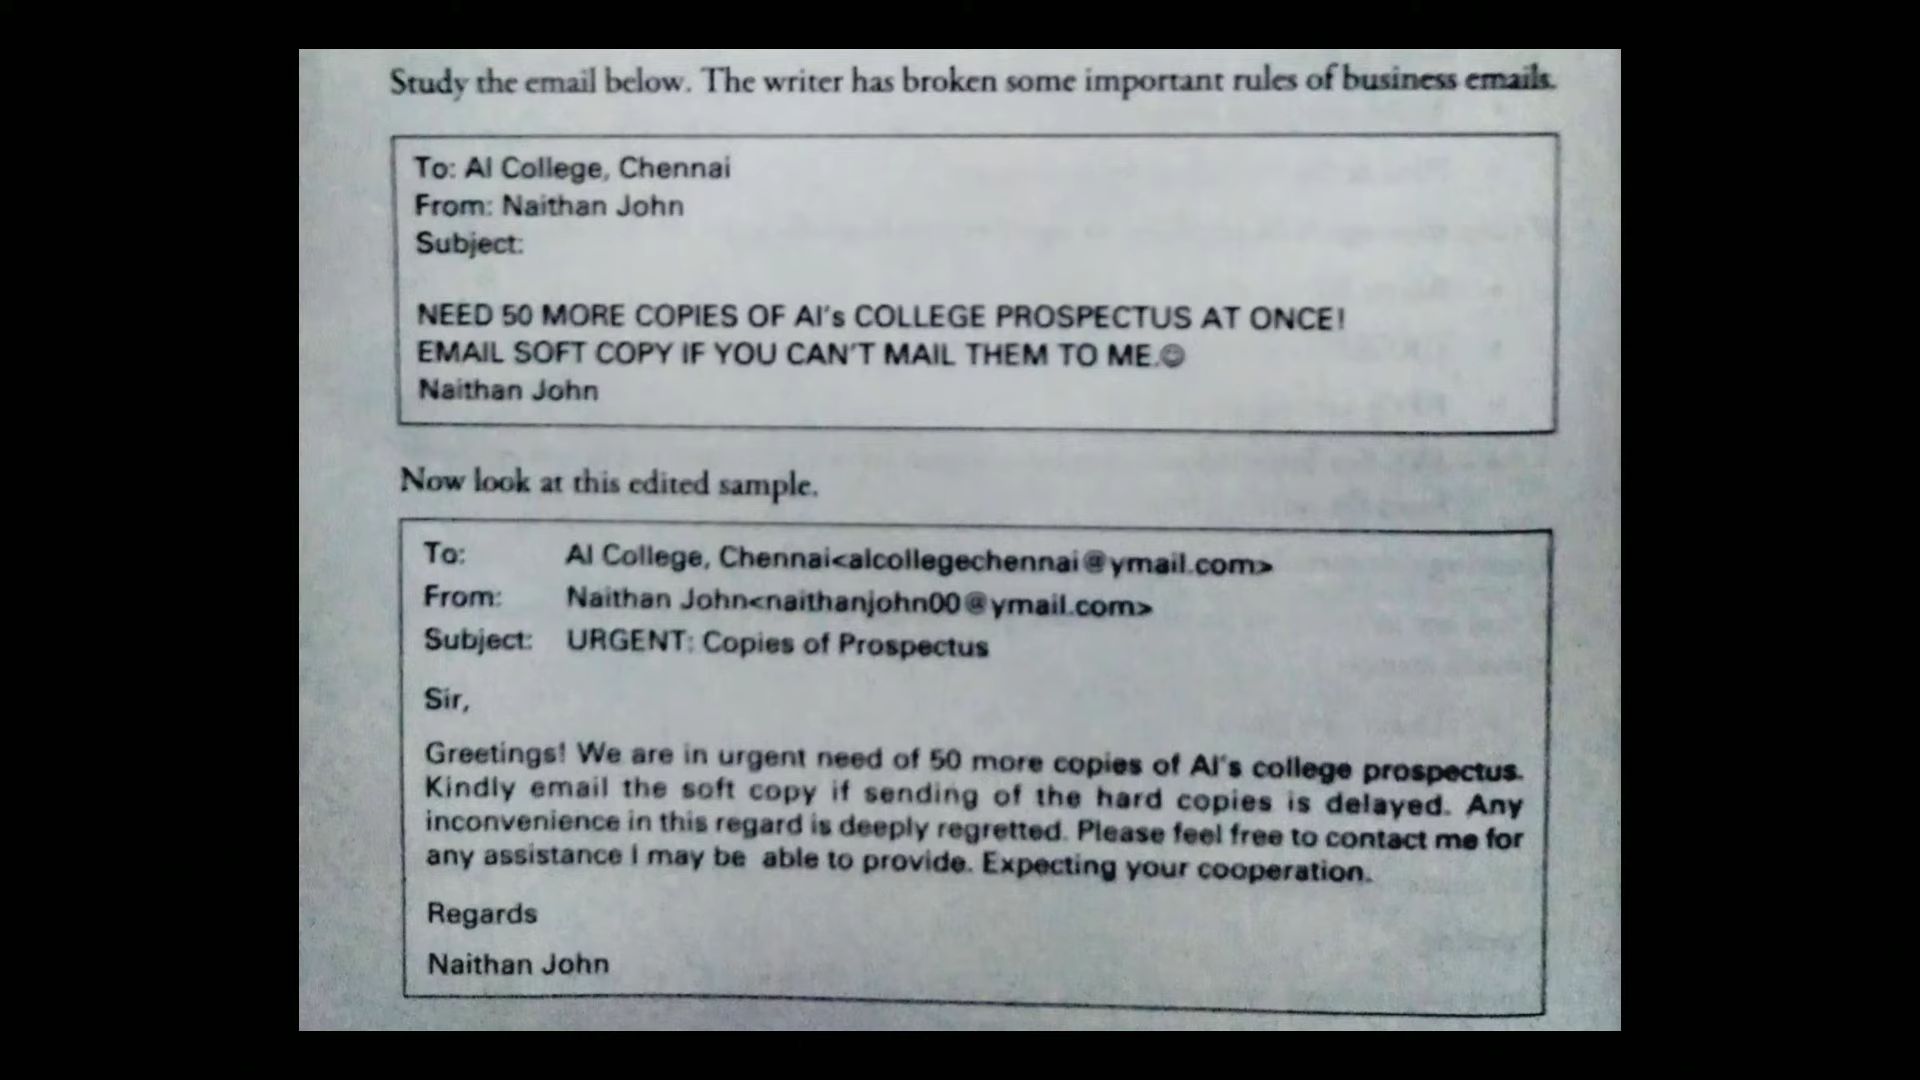 Study the email below. The writer has broken some important rules of business emails.
To: Al College, Chennai
From: Naithan John
Subject:
NEED 50 MORE COPIES OF Al's COLLEGE PROSPECTUS AT ONCE!
EMAIL SOFT COPY IF YOU CAN'T MAIL THEM TO ME.☺
Naithan John
Now look at this edited sample.
To: Al College, Chennai<alcollegechennai@ymail.com>
From: Naithan John<naithanjohn00@ymail.com>
Subject: URGENT: Copies of Prospectus
Sir,
Greetings! We are in urgent need of 50 more copies of Al's college prospectus.
Kindly email the soft copy if sending of the hard copies is delayed. Any
inconvenience in this regard is deeply regretted. Please feel free to contact me for
any assistance I may be able to provide. Expecting your cooperation.
Regards
Naithan John